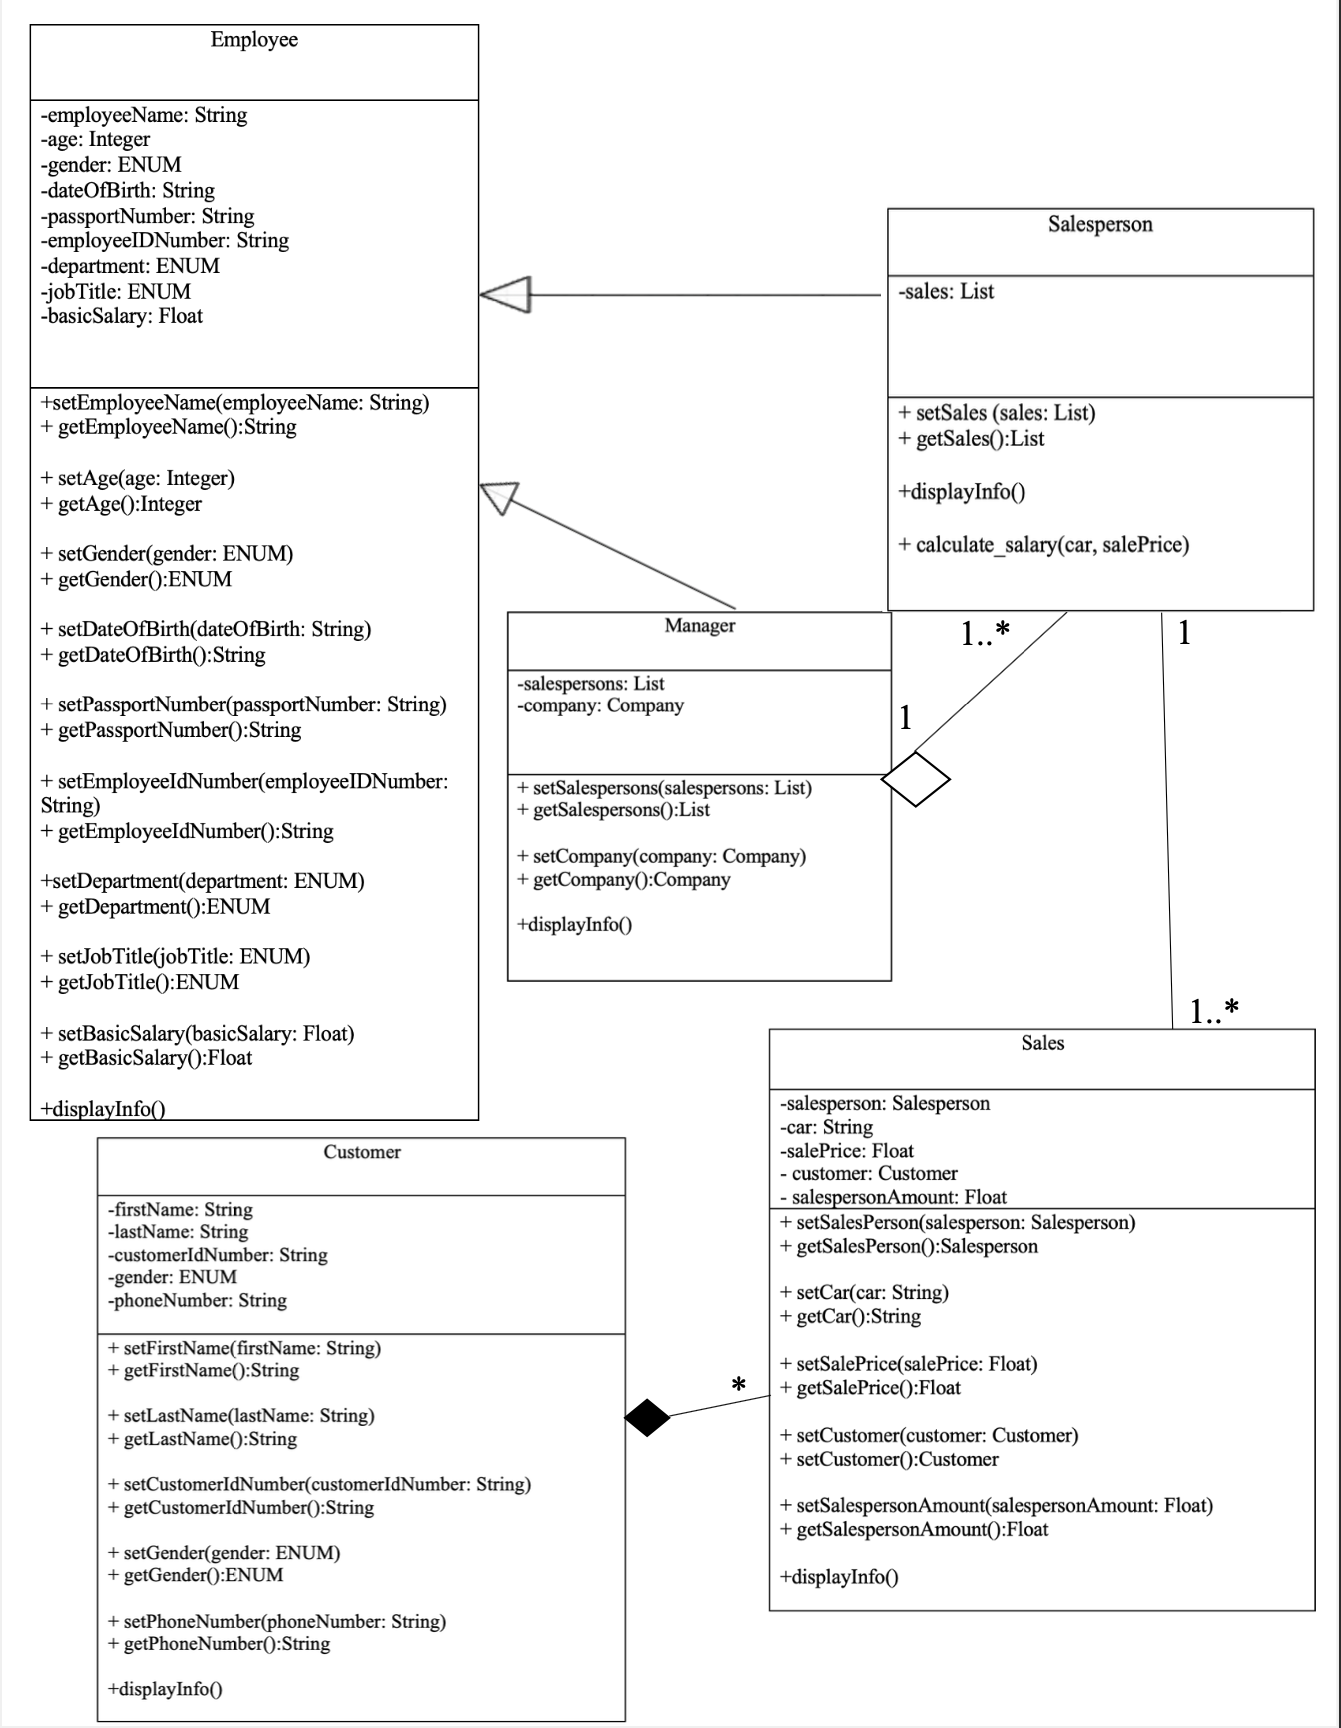 Employee
-employeeName: String
-age: Integer
-gender: ENUM
-dateOfBirth: String
-passportNumber: String
-employeeIDNumber: String
-department: ENUM
-jobTitle: ENUM
-basicSalary: Float
+setEmployeeName(employeeName: String)
+ getEmployeeName():String
+ setAge(age: Integer)
+ getAge():Integer
+ setGender(gender: ENUM)
+ getGender():ENUM
+ setDateOfBirth(dateOfBirth: String)
+ getDateOfBirth():String
+ setPassportNumber(passportNumber: String)
+ getPassportNumber():String
+ setEmployeeIdNumber(employeeIDNumber:
String)
+ getEmployeeIdNumber():String
+setDepartment(department: ENUM)
+ getDepartment():ENUM
+ setJobTitle(jobTitle: ENUM)
+ getJobTitle():ENUM
+ setBasicSalary(basicSalary: Float)
+ getBasicSalary():Float
+displayInfo()
Salesperson
-sales: List
+ setSales (sales: List)
+ getSales():List
+displayInfo()
+ calculate_salary(car, salePrice)
1..*
1
1
Manager
-salespersons: List
-company: Company
+ setSalespersons(salespersons: List)
+ getSalespersons():List
+ setCompany(company: Company)
+ getCompany():Company
+displayInfo()
1..*
Sales
-salesperson: Salesperson
-car: String
-salePrice: Float
- customer: Customer
- salespersonAmount: Float
+ setSalesPerson(salesperson: Salesperson)
+ getSalesPerson():Salesperson
+ setCar(car: String)
+ getCar():String
+ setSalePrice(salePrice: Float)
+ getSalePrice():Float
+ setCustomer(customer: Customer)
+ setCustomer():Customer
+ setSalespersonAmount(salespersonAmount: Float)
+ getSalespersonAmount():Float
+displayInfo()
*
Customer
-firstName: String
-lastName: String
-customerIdNumber: String
-gender: ENUM
-phoneNumber: String
+ setFirstName(firstName: String)
+ getFirstName():String
+ setLastName(lastName: String)
+ getLastName():String
+ setCustomerIdNumber(customerIdNumber: String)
+ getCustomerIdNumber():String
+ setGender(gender: ENUM)
+ getGender():ENUM
+ setPhoneNumber(phoneNumber: String)
+ getPhoneNumber():String
+displayInfo()